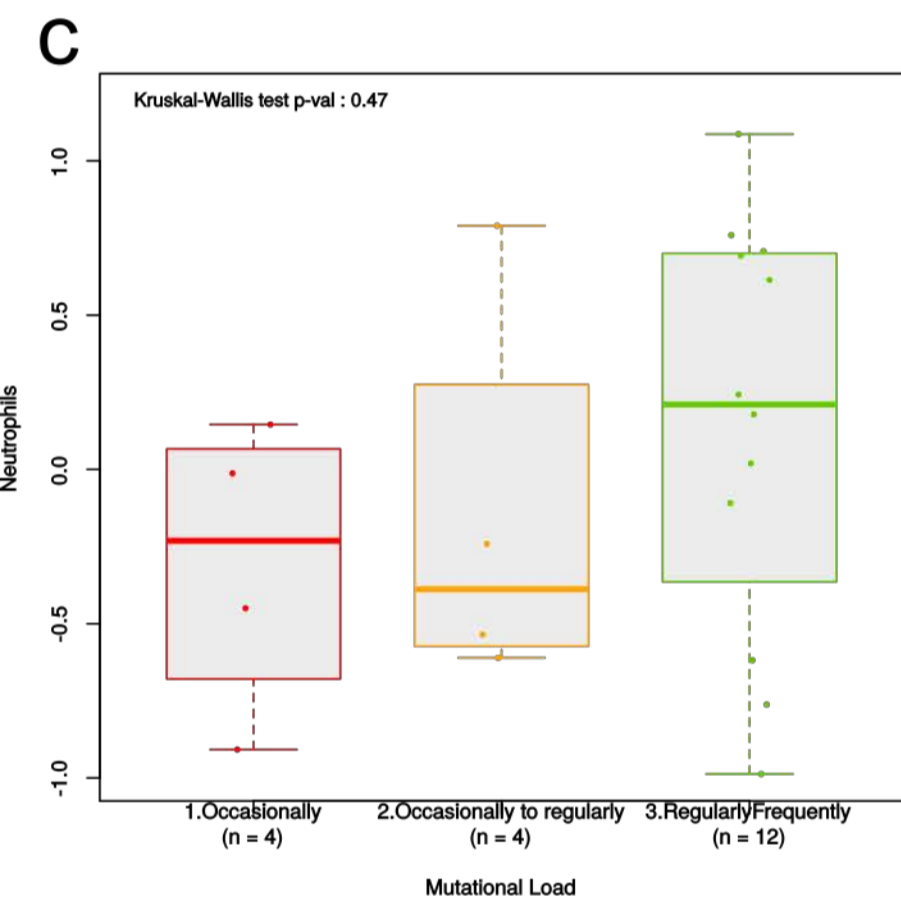 C
Kruskal-Wallis test p-val : 0.47
1.0
0.5
0.0
-0.5
-1.0
Neutrophils
1.Occasionally
(n = 4)
2.Occasionally to regularly
(n = 4)
3.RegularlyFrequently
(n = 12)
Mutational Load